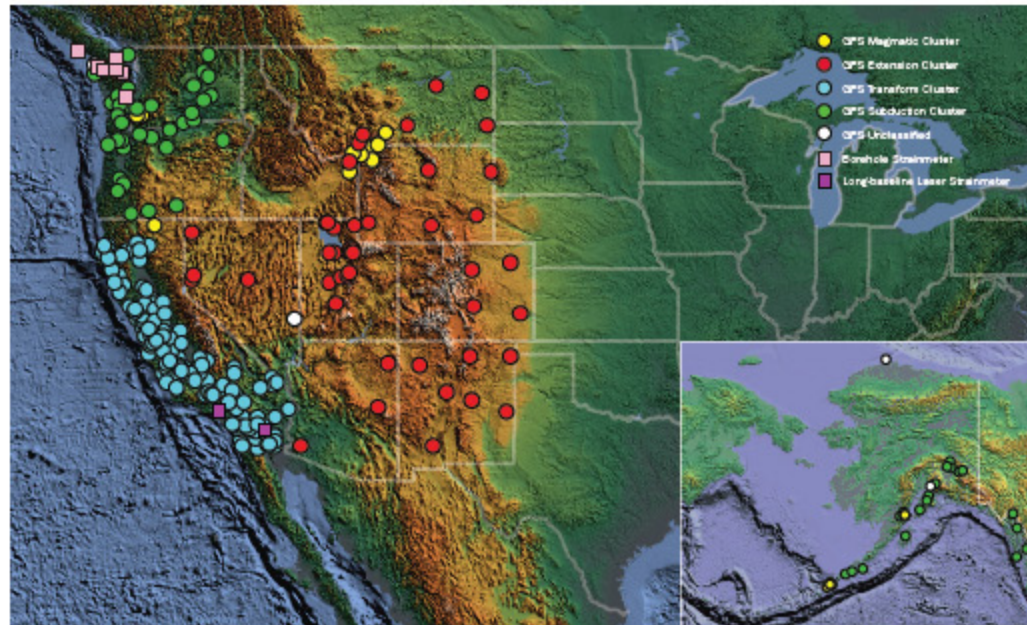 GPS Magmatic Cluster
GPS Extension Cluster
GPS Transform Cluster
GPS Subduction Cluster
GPS Unclassified
Borehole Strainmeter
Long-baseline Laser Strainmeter